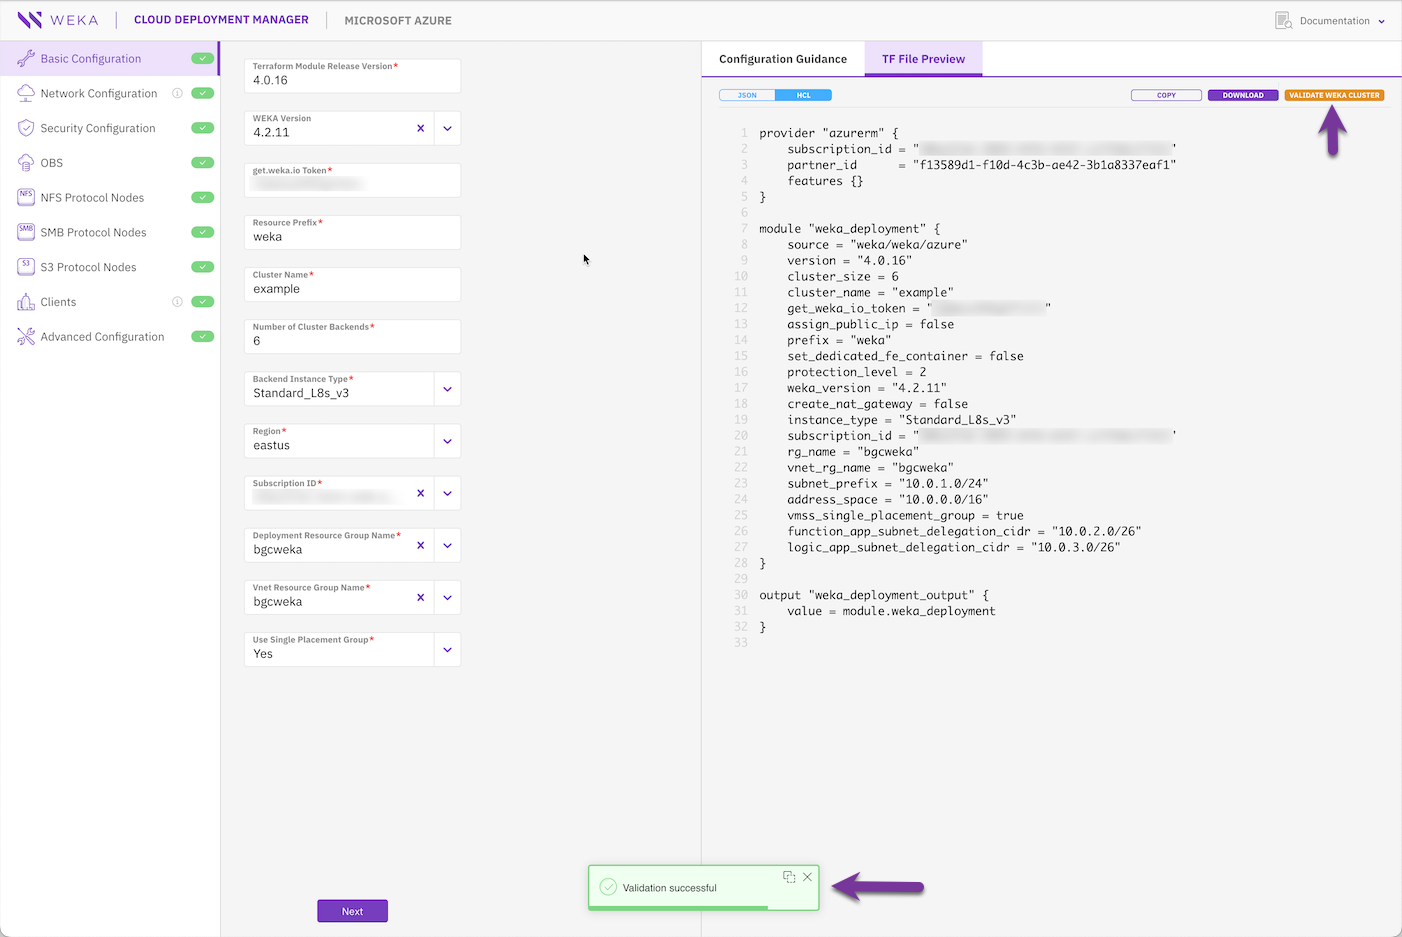 WEKA
CLOUD DEPLOYMENT MANAGER
MICROSOFT AZURE
Documentation
Basic Configuration
Network Configuration
Security Configuration
OBS
NFS
NFS Protocol Nodes
SMB
SMB Protocol Nodes
S3
S3 Protocol Nodes
Clients
Advanced Configuration
Terraform Module Release Version*
4.0.16
WEKA Version
4.2.11
get.weka.io Token*
Resource Prefix*
weka
Cluster Name*
example
Number of Cluster Backends*
6
Backend Instance Type*
Standard_L8s_v3
Region*
eastus
Subscription ID*
Deployment Resource Group Name*
bgcweka
Vnet Resource Group Name*
bgcweka
Use Single Placement Group*
Yes
Next
Configuration Guidance
TF File Preview
JSON
HCL
COPY
DOWNLOAD
VALIDATE WEKA CLUSTER
1 provider "azurerm" {
2 subscription_id = "
3 partner_id = "f13589d1-f10d-4c3b-ae42-3b1a8337eaf1"
4 features {}
5 }
6
7 module "weka_deployment" {
8 source = "weka/weka/azure"
9 version = "4.0.16"
10 cluster_size = 6
11 cluster_name = "example"
12 get_weka_io_token = " "
13 assign_public_ip = false
14 prefix = "weka"
15 set_dedicated_fe_container = false
16 protection_level = 2
17 weka_version = "4.2.11"
18 create_nat_gateway = false
19 instance_type = "Standard_L8s_v3"
20 subscription_id = "
21 rg_name = "bgcweka"
22 vnet_rg_name = "bgcweka"
23 subnet_prefix = "10.0.1.0/24"
24 address_space = "10.0.0.0/16"
25 vmss_single_placement_group = true
26 function_app_subnet_delegation_cidr = "10.0.2.0/26"
27 logic_app_subnet_delegation_cidr = "10.0.3.0/26"
28 }
29
30 output "weka_deployment_output" {
31 value = module.weka_deployment
32 }
33
Validation successful